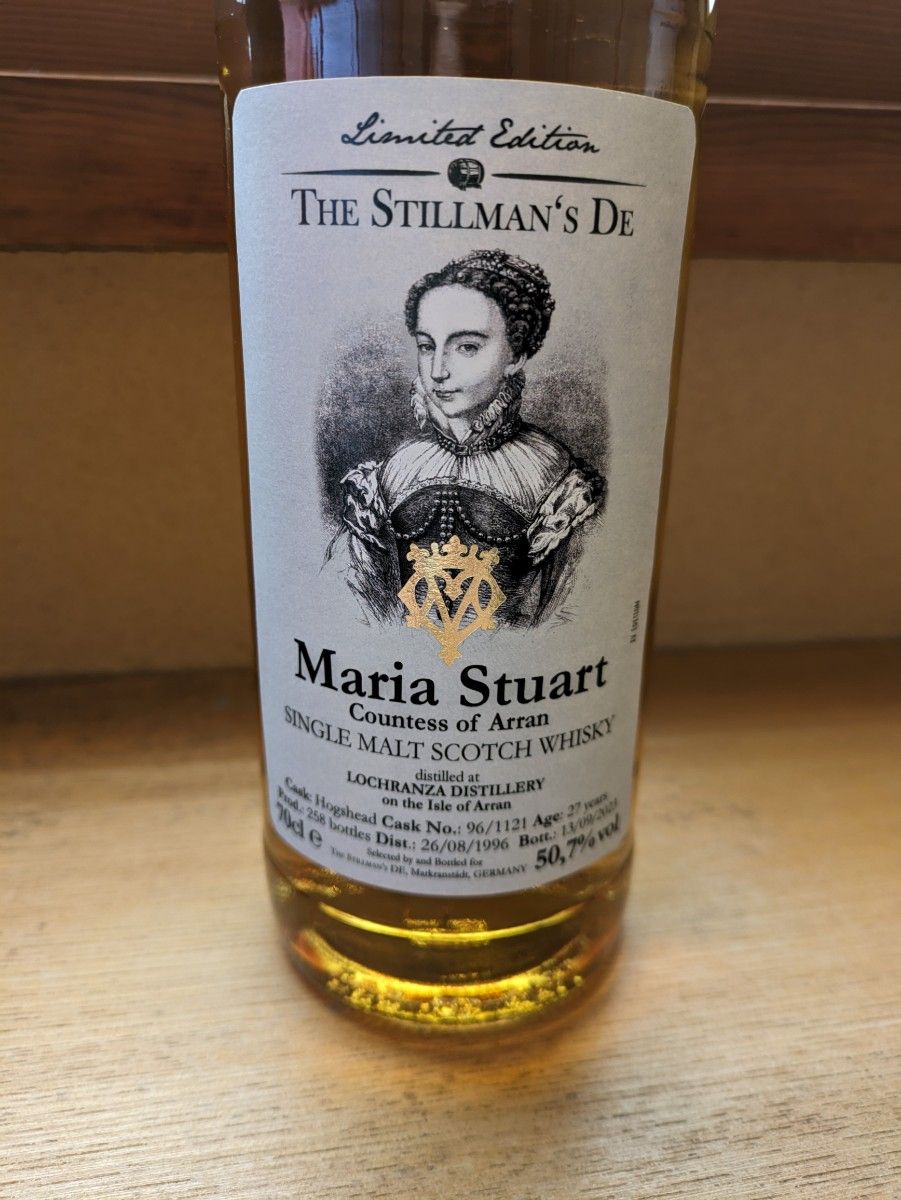 Limited Edition
THE STILLMAN‘S DE
Maria Stuart
Countess of Arran
SINGLE MALT SCOTCH WHISKY
distilled at
LOCHRANZA DISTILLERY
on the Isle of Arran
Cask: Hogshead Cask No.: 96/1121 Age: 27 years
Prod.: 258 bottles Dist.: 26/08/1996 Bott.: 13/09/2023
70cl e Selected by and Bottled for 50,7% vol
THE STILLMAN'S DE, Markranstädt, GERMANY